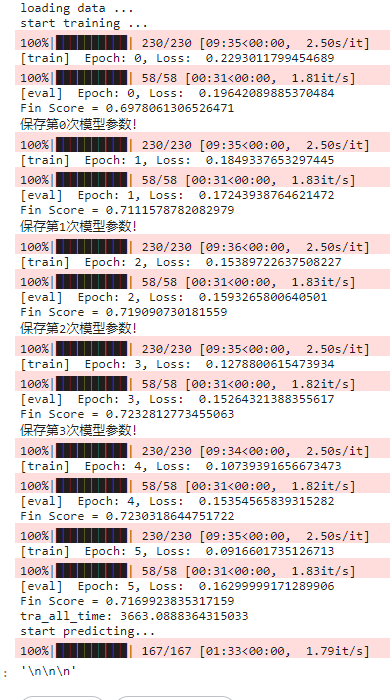 loading data ...
start training ...
100%|██████████| 230/230 [09:35<00:00,  2.50s/it]
[train]  Epoch: 0, Loss:  0.2293011799454689
100%|██████████| 58/58 [00:31<00:00,  1.81it/s]
[eval]  Epoch: 0, Loss:  0.19642089885370484
Fin Score = 0.6978061306526471
保存第0次模型参数!
100%|██████████| 230/230 [09:35<00:00,  2.50s/it]
[train]  Epoch: 1, Loss:  0.1849337653297445
100%|██████████| 58/58 [00:31<00:00,  1.83it/s]
[eval]  Epoch: 1, Loss:  0.17243938764621472
Fin Score = 0.7111578782082979
保存第1次模型参数!
100%|██████████| 230/230 [09:36<00:00,  2.50s/it]
[train]  Epoch: 2, Loss:  0.15389722637508227
100%|██████████| 58/58 [00:31<00:00,  1.83it/s]
[eval]  Epoch: 2, Loss:  0.1593265800640501
Fin Score = 0.719090730181559
保存第2次模型参数!
100%|██████████| 230/230 [09:35<00:00,  2.50s/it]
[train]  Epoch: 3, Loss:  0.1278800615473934
100%|██████████| 58/58 [00:31<00:00,  1.82it/s]
[eval]  Epoch: 3, Loss:  0.15264321388355617
Fin Score = 0.7232812773455063
保存第3次模型参数!
100%|██████████| 230/230 [09:34<00:00,  2.50s/it]
[train]  Epoch: 4, Loss:  0.10739391656673473
100%|██████████| 58/58 [00:31<00:00,  1.82it/s]
[eval]  Epoch: 4, Loss:  0.15354565839315282
Fin Score = 0.7230318644751722
100%|██████████| 230/230 [09:35<00:00,  2.50s/it]
[train]  Epoch: 5, Loss:  0.0916601735126713
100%|██████████| 58/58 [00:31<00:00,  1.83it/s]
[eval]  Epoch: 5, Loss:  0.16299991712899​06
Fin Score = 0.7169923835317159
tra_all_time: 3663.0888364315033
start predicting...
100%|██████████| 167/167 [01:33<00:00,  1.79it/s]
: '\n\n\n'